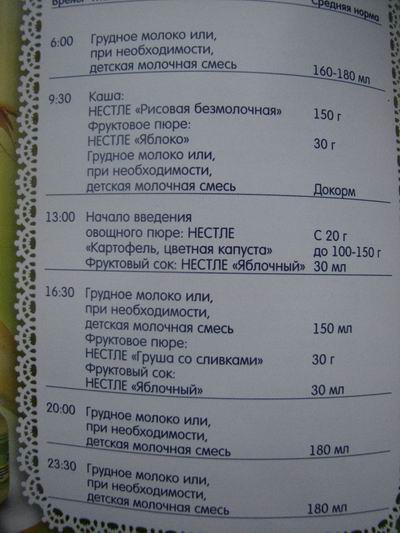 Средняя норма
6:00 Грудное молоко или,
при необходимости,
детская молочная смесь 160-180 мл
9:30 Каша:
НЕСТЛЕ «Рисовая безмолочная» 150 г
Фруктовое пюре:
НЕСТЛЕ «Яблоко» 30 г
Грудное молоко или,
при необходимости,
детская молочная смесь Докорм
13:00 Начало введения
овощного пюре: НЕСТЛЕ С 20 г
«Картофель, цветная капуста» до 100-150 г
Фруктовый сок: НЕСТЛЕ «Яблочный» 30 мл
16:30 Грудное молоко или,
при необходимости,
детская молочная смесь 150 мл
Фруктовое пюре:
НЕСТЛЕ «Груша со сливками» 30 г
Фруктовый сок:
НЕСТЛЕ «Яблочный» 30 мл
20:00 Грудное молоко или,
при необходимости,
детская молочная смесь 180 мл
23:30 Грудное молоко или,
при необходимости,
детская молочная смесь 180 мл